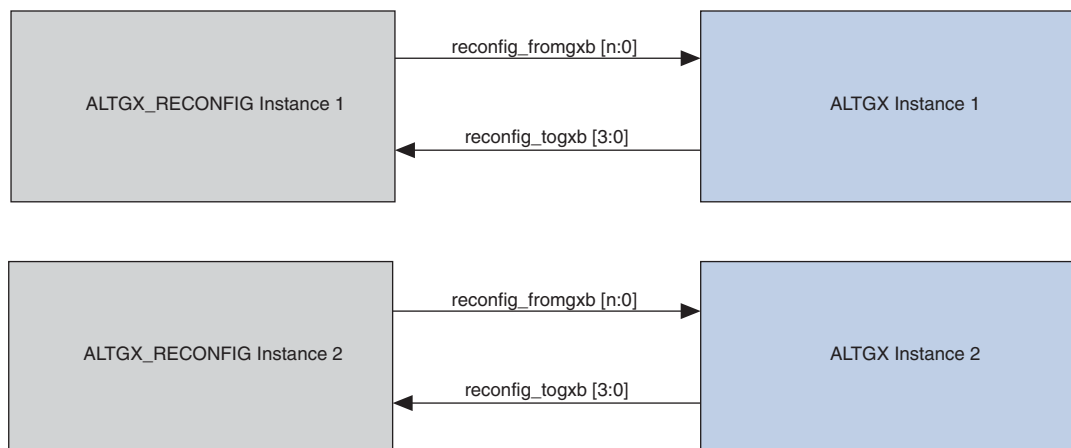 reconfig_fromgxb [n:0]
ALTGX_RECONFIG Instance 1
ALTGX Instance 1
reconfig_togxb [3:0]
reconfig_fromgxb [n:0]
ALTGX_RECONFIG Instance 2
ALTGX Instance 2
reconfig_togxb [3:0]